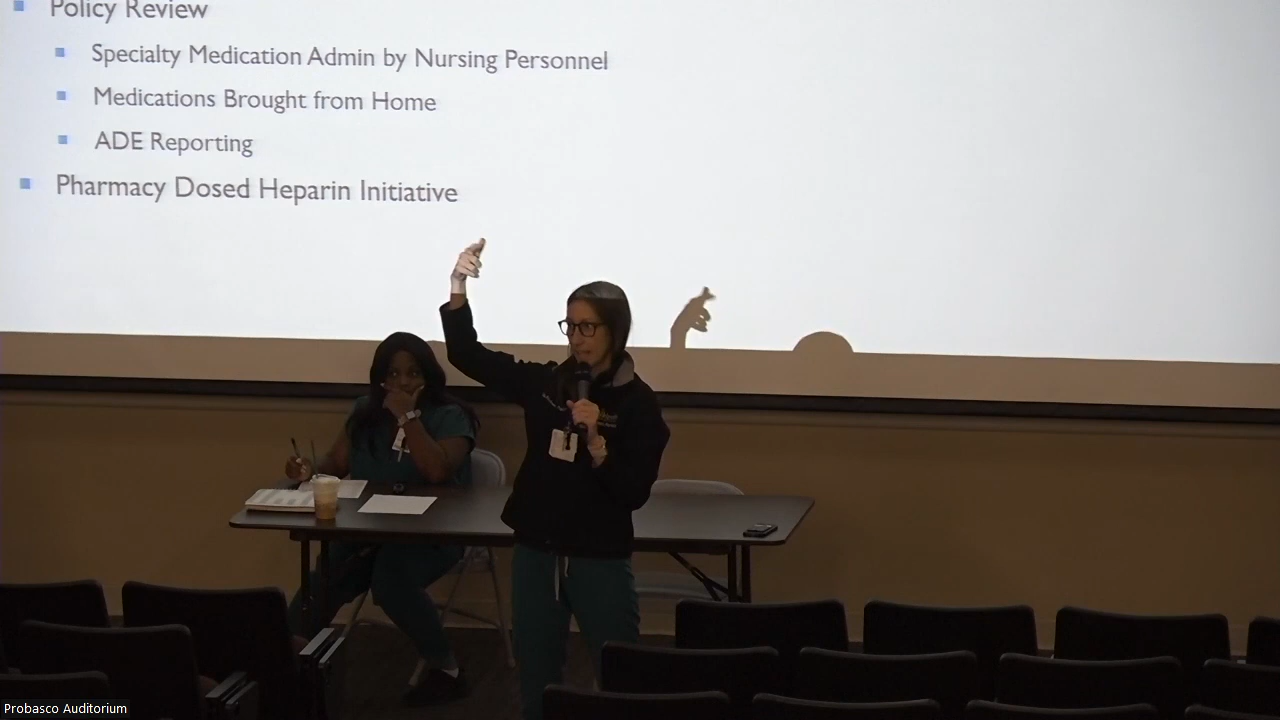 Policy Review
Specialty Medication Admin by Nursing Personnel
Medications Brought from Home
ADE Reporting
Pharmacy Dosed Heparin Initiative
Probasco Auditorium